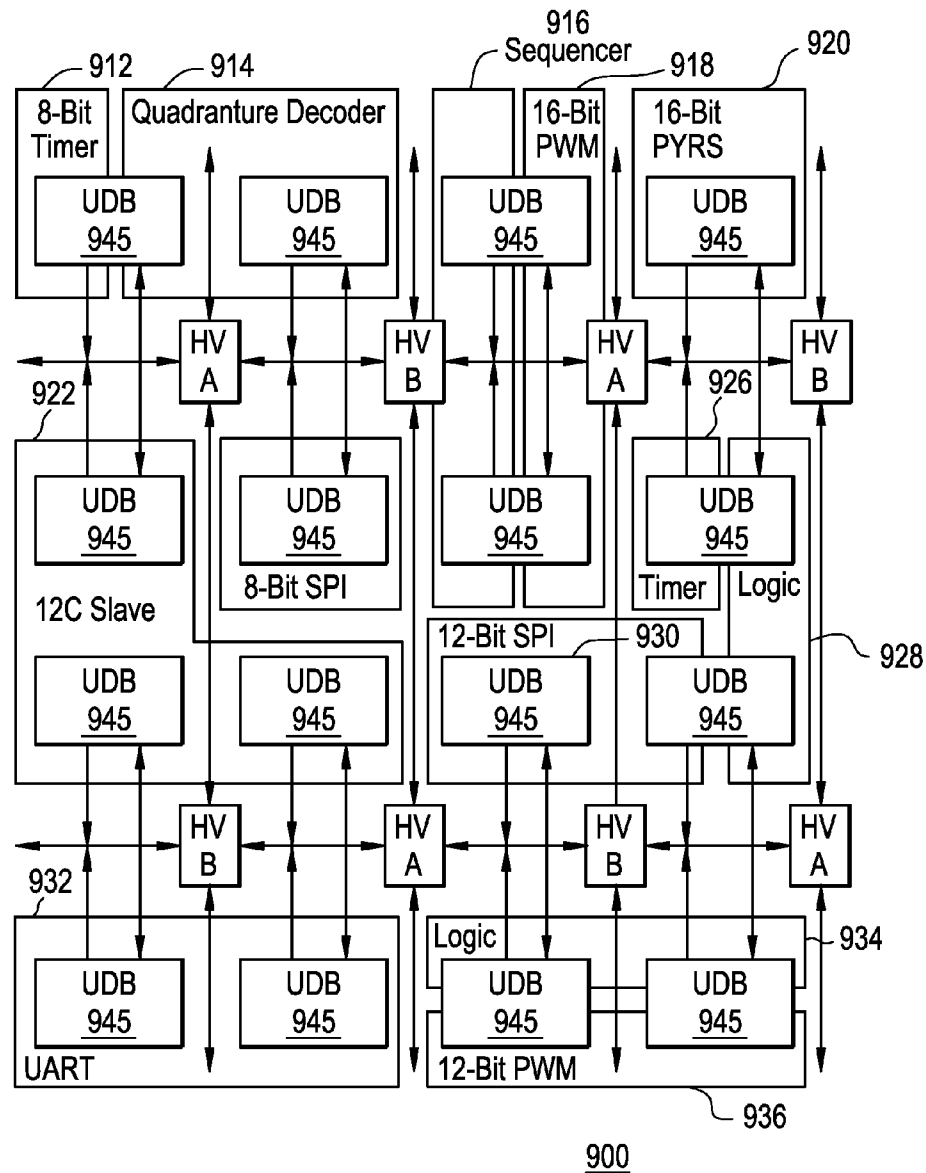 916
Sequencer
912
914
918
920
8-Bit
Timer
Quadranture Decoder
16-Bit
PWM
16-Bit
PYRS
UDB
945
UDB
945
UDB
945
UDB
945
HV
A
HV
B
HV
A
HV
B
922
926
UDB
945
UDB
945
UDB
945
UDB
945
8-Bit SPI
Timer
Logic
12C Slave
12-Bit SPI
930
928
UDB
945
UDB
945
UDB
945
UDB
945
HV
B
HV
A
HV
B
HV
A
932
Logic
934
UDB
945
UDB
945
UDB
945
UDB
945
UART
12-Bit PWM
936
900